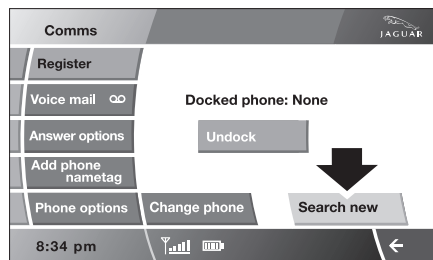 Comms
JAGUAR
Register
Voice mail
Docked phone: None
Answer options
Undock
Add phone
nametag
Phone options
Change phone
Search new
8:34 pm